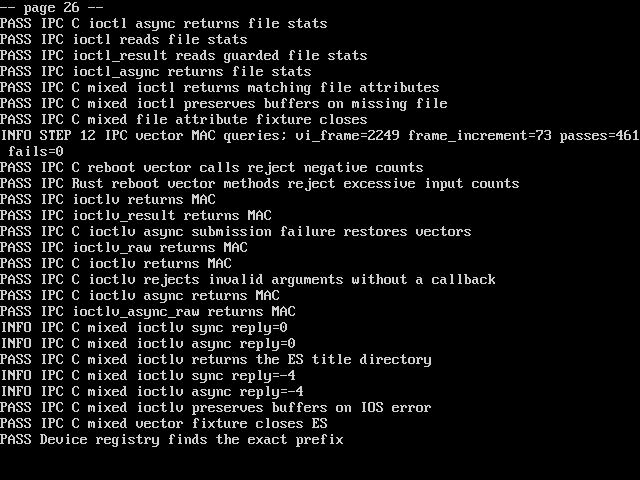 -- page 26 --
PASS IPC C ioctl async returns file stats
PASS IPC ioctl reads file stats
PASS IPC ioctl_result reads guarded file stats
PASS IPC ioctl_async returns file stats
PASS IPC C mixed ioctl returns matching file attributes
PASS IPC C mixed ioctl preserves buffers on missing file
PASS IPC C mixed file attribute fixture closes
INFO STEP 12 IPC vector MAC queries; vi_frame=2249 frame_increment=73 passes=461
 fails=0
PASS IPC C reboot vector calls reject negative counts
PASS IPC Rust reboot vector methods reject excessive input counts
PASS IPC ioctlv returns MAC
PASS IPC ioctlv_result returns MAC
PASS IPC C ioctlv async submission failure restores vectors
PASS IPC ioctlv_raw returns MAC
PASS IPC C ioctlv returns MAC
PASS IPC C ioctlv rejects invalid arguments without a callback
PASS IPC C ioctlv async returns MAC
PASS IPC ioctlv_async_raw returns MAC
INFO IPC C mixed ioctlv sync reply=0
INFO IPC C mixed ioctlv async reply=0
PASS IPC C mixed ioctlv returns the ES title directory
INFO IPC C mixed ioctlv sync reply=-4
INFO IPC C mixed ioctlv async reply=-4
PASS IPC C mixed ioctlv preserves buffers on IOS error
PASS IPC C mixed vector fixture closes ES
PASS Device registry finds the exact prefix